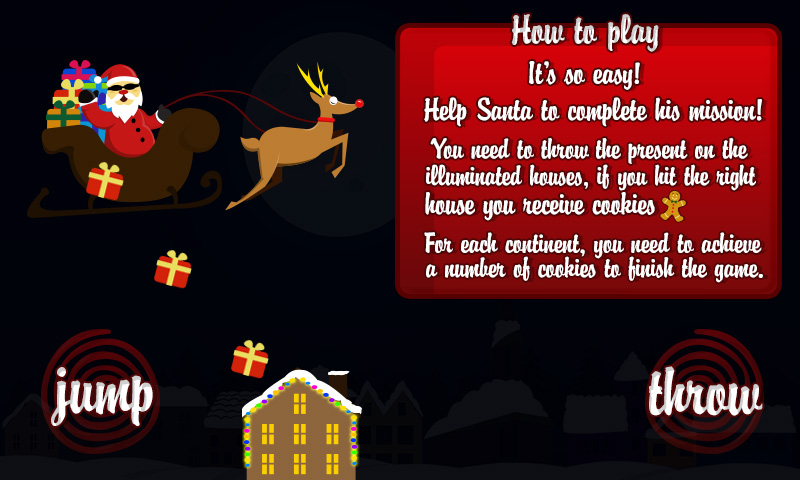 How to play
It's so easy!
Help Santa to complete his mission!
You need to throw the present on the
illuminated houses, if you hit the right
house you receive cookies
For each continent, you need to achieve
a number of cookies to finish the game.
jump
throw